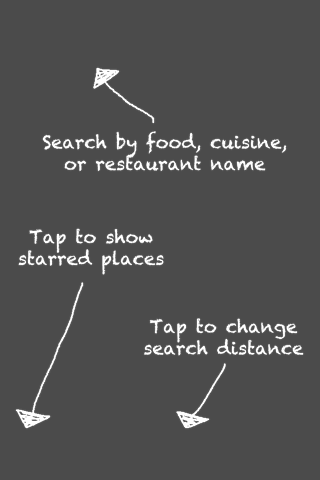 Search by food, cuisine,
or restaurant name
Tap to show
starred places
Tap to change
search distance